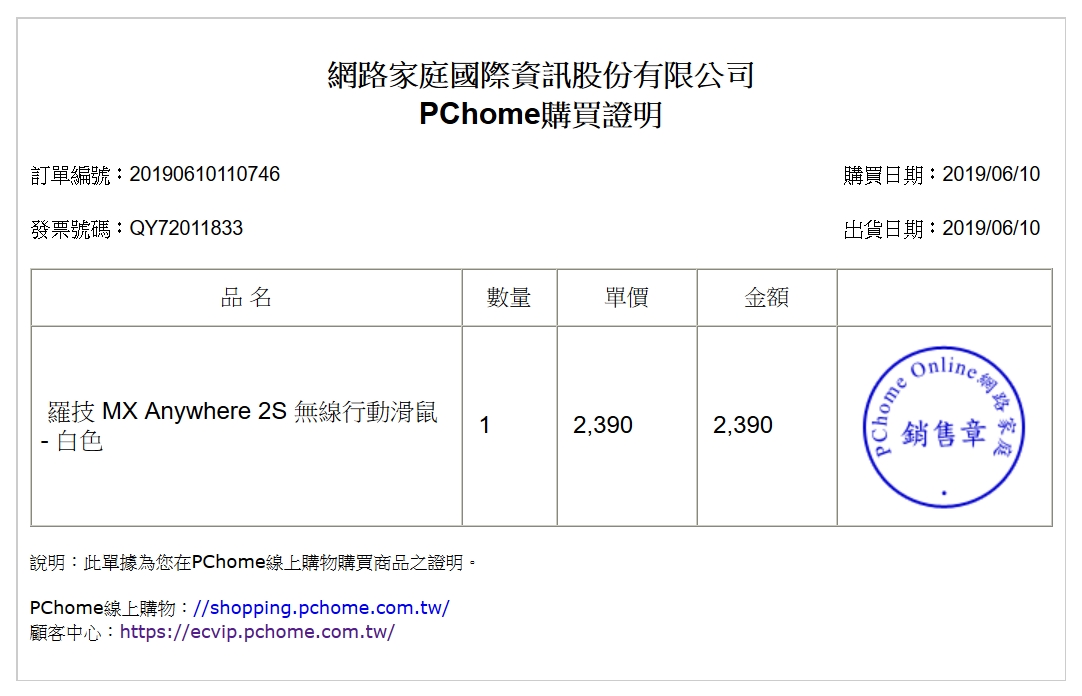 網路家庭國際資訊股份有限公司
PChome購買證明
訂單編號：20190610110746
購買日期：2019/06/10
發票號碼：QY72011833
出貨日期：2019/06/10
品 名 數量 單價 金額
羅技 MX Anywhere 2S 無線行動滑鼠
- 白色
1 2,390 2,390
PChome Online網路家庭
銷售章
說明：此單據為您在PChome線上購物購買商品之證明。
PChome線上購物：//shopping.pchome.com.tw/
顧客中心：https://ecvip.pchome.com.tw/